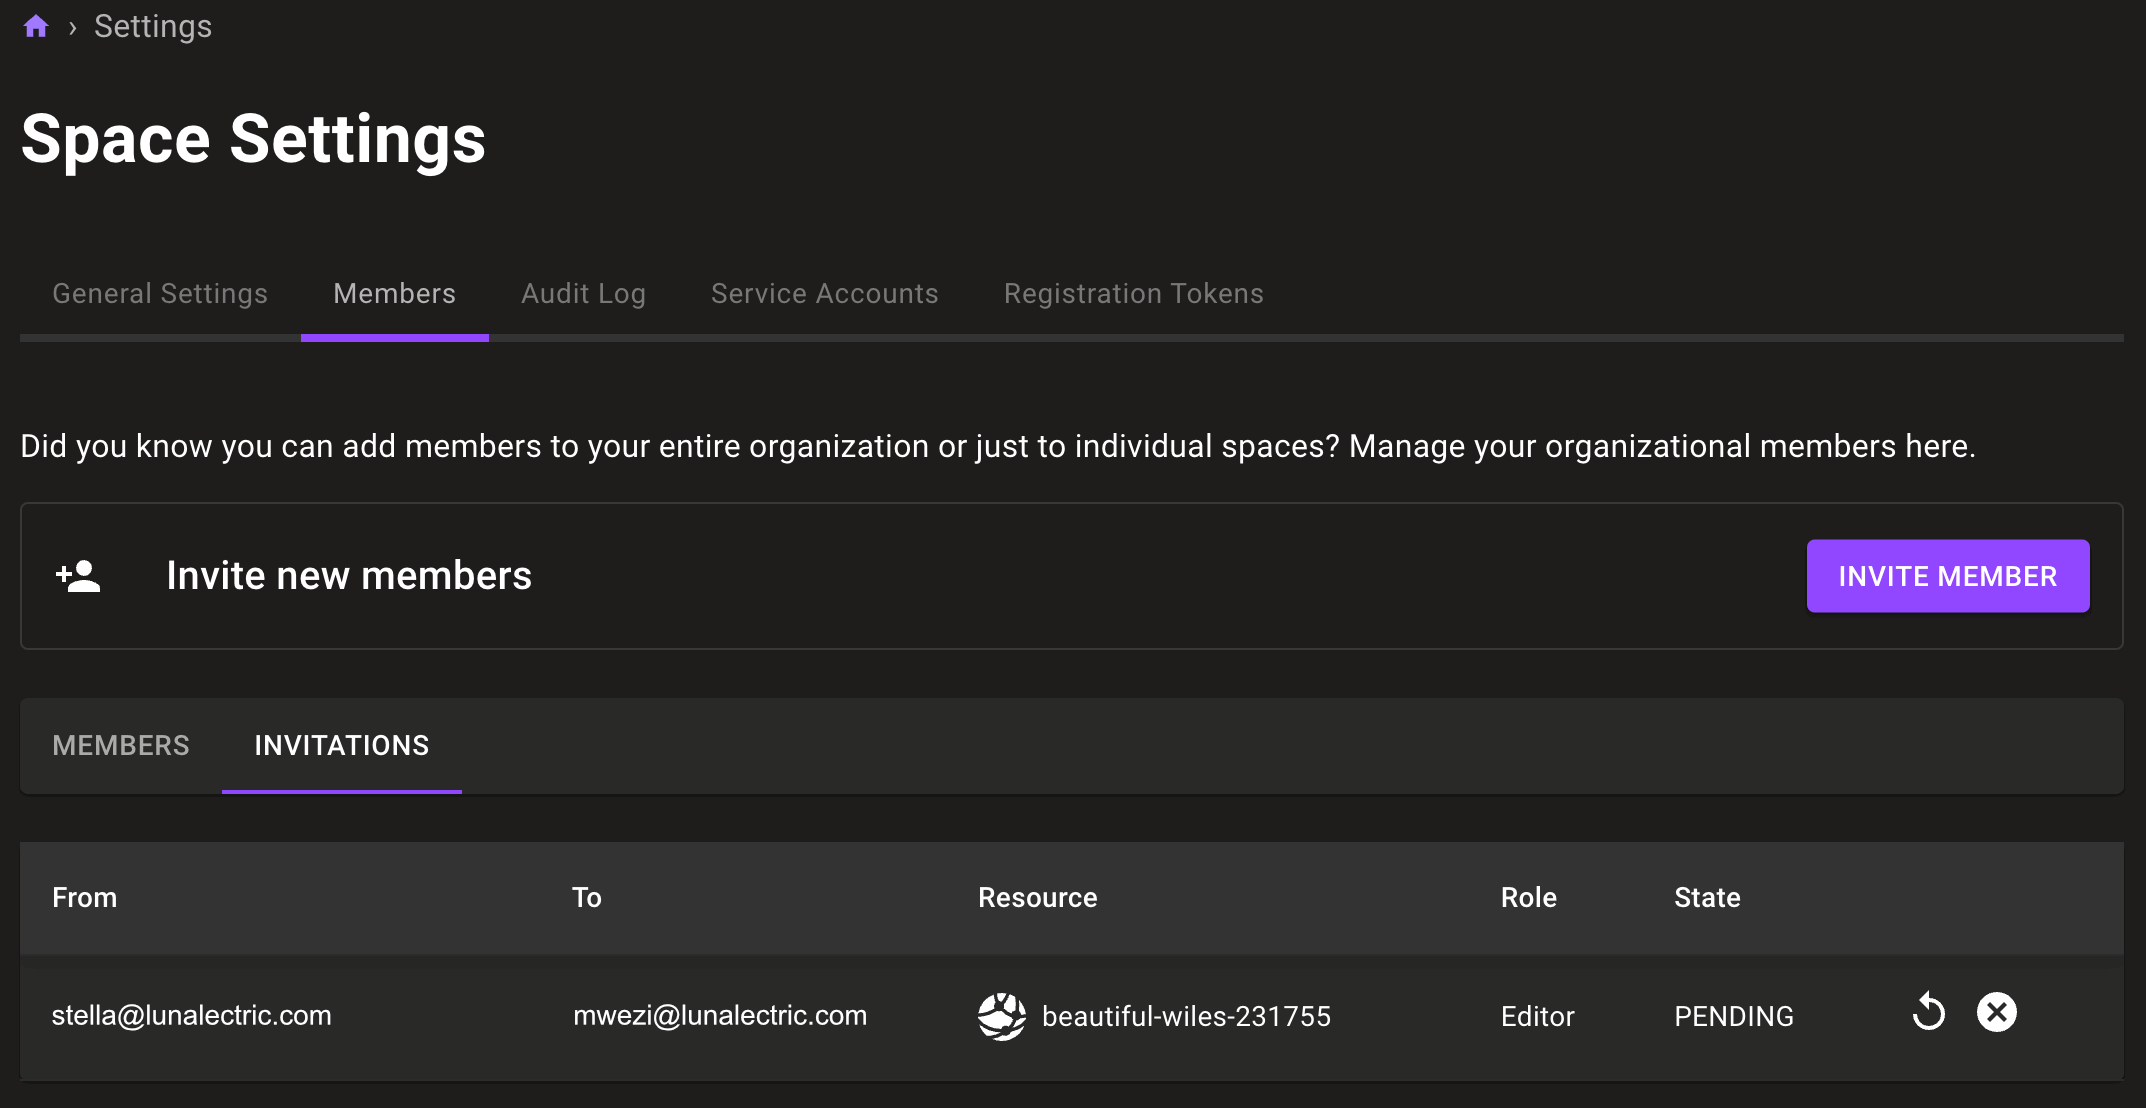 › Settings
Space Settings
General Settings Members Audit Log Service Accounts Registration Tokens
Did you know you can add members to your entire organization or just to individual spaces? Manage your organizational members here.
Invite new members INVITE MEMBER
MEMBERS INVITATIONS
From To Resource Role State
stella@lunalectric.com mwezi@lunalectric.com beautiful-wiles-231755 Editor PENDING